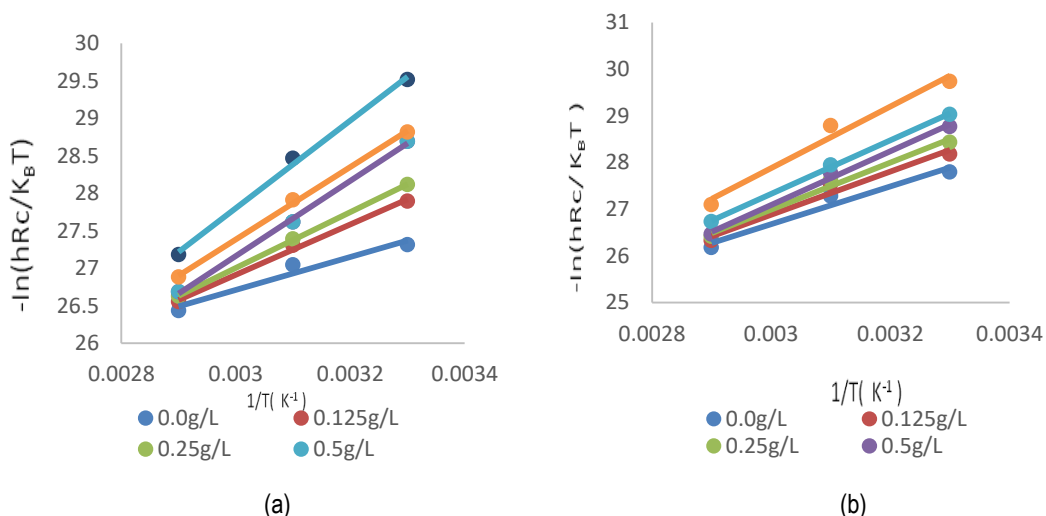 30
29.5
29
28.5
28
27.5
27
26.5
26
-ln(hRc/K_BT)
0.0028 0.003 0.0032 0.0034
1/T( K⁻¹)
0.0g/L 0.125g/L
0.25g/L 0.5g/L
(a)
31
30
29
28
27
26
25
-ln(hRc/K_BT )
0.0028 0.003 0.0032 0.0034
1/T( K⁻¹)
0.0g/L 0.125g/L
0.25g/L 0.5g/L
(b)